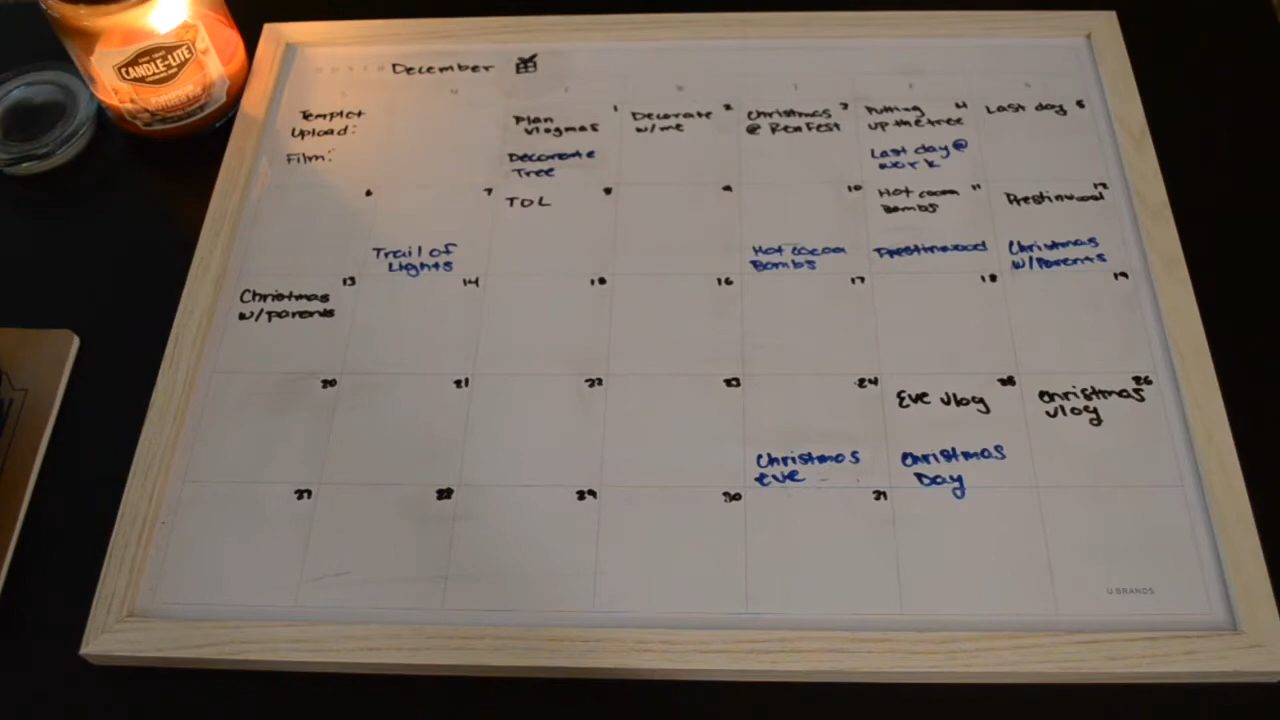 CANDLE-LITE
December
Templet
Upload:
Film:
1
Plan
Vlogmas
Decorate
Tree
2
Decorate
w/me
3
Christmas
@ RenFest
4
Putting
up the tree
Last day @
work
5
Last day
6
7
Trail of
Lights
8
TOL
9
10
Hot cocoa
Bombs
11
Hot cocoa
Bombs
Prestinwood
12
Prestinwood
Christmas
w/Parents
13
Christmas
w/parents
14
15
16
17
18
19
20
21
22
23
24
Christmas
Eve
25
Eve vlog
Christmas
Day
26
Christmas
vlog
27
28
29
30
31
U BRANDS